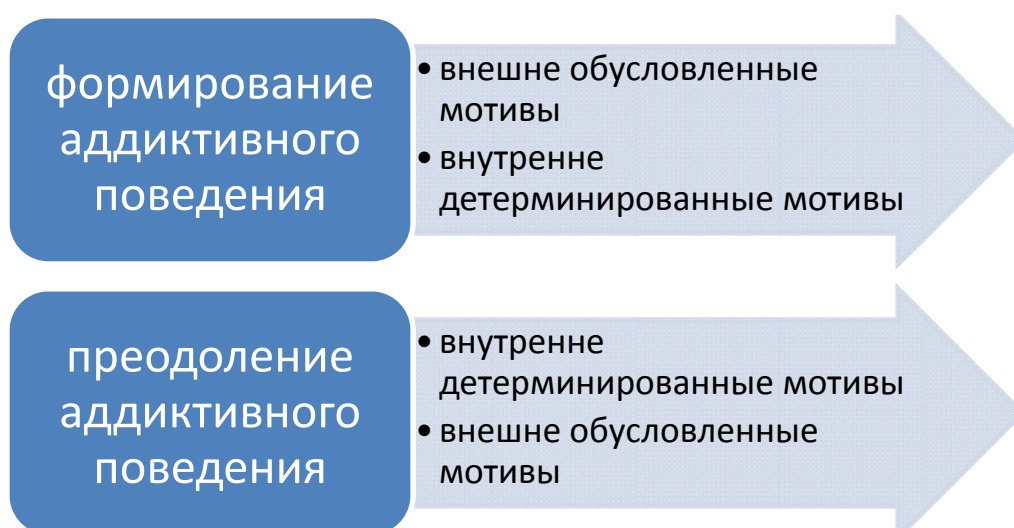 формирование
аддиктивного
поведения
• внешне обусловленные
мотивы
• внутренне
детерминированные мотивы
преодоление
аддиктивного
поведения
• внутренне
детерминированные мотивы
• внешне обусловленные
мотивы